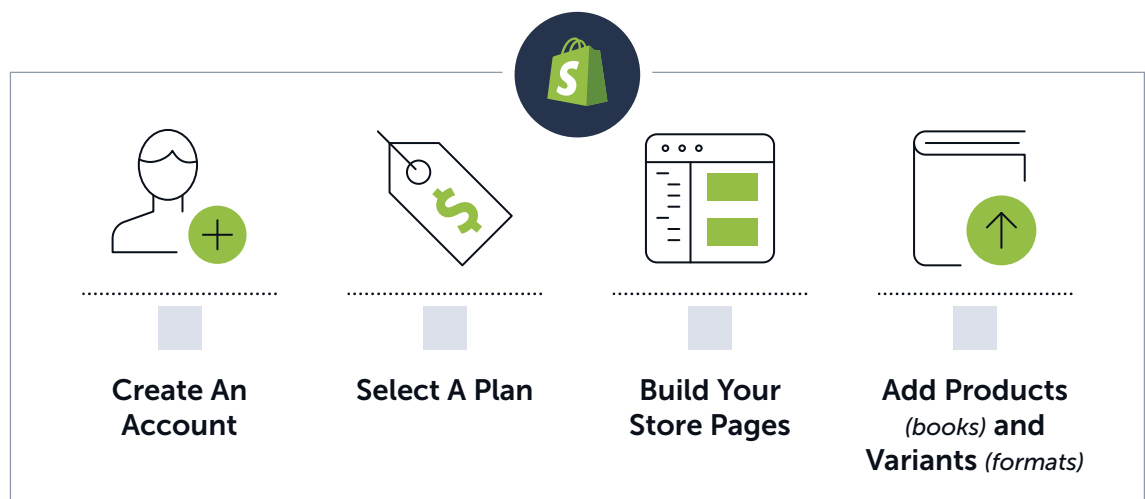 S
$
Create An
Account
Select A Plan
Build Your
Store Pages
Add Products
(books) and
Variants (formats)